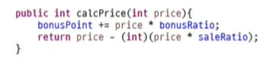 public int calcPrice(int price){
    bonusPoint += price * bonusRatio;
    return price - (int)(price * saleRatio);
}